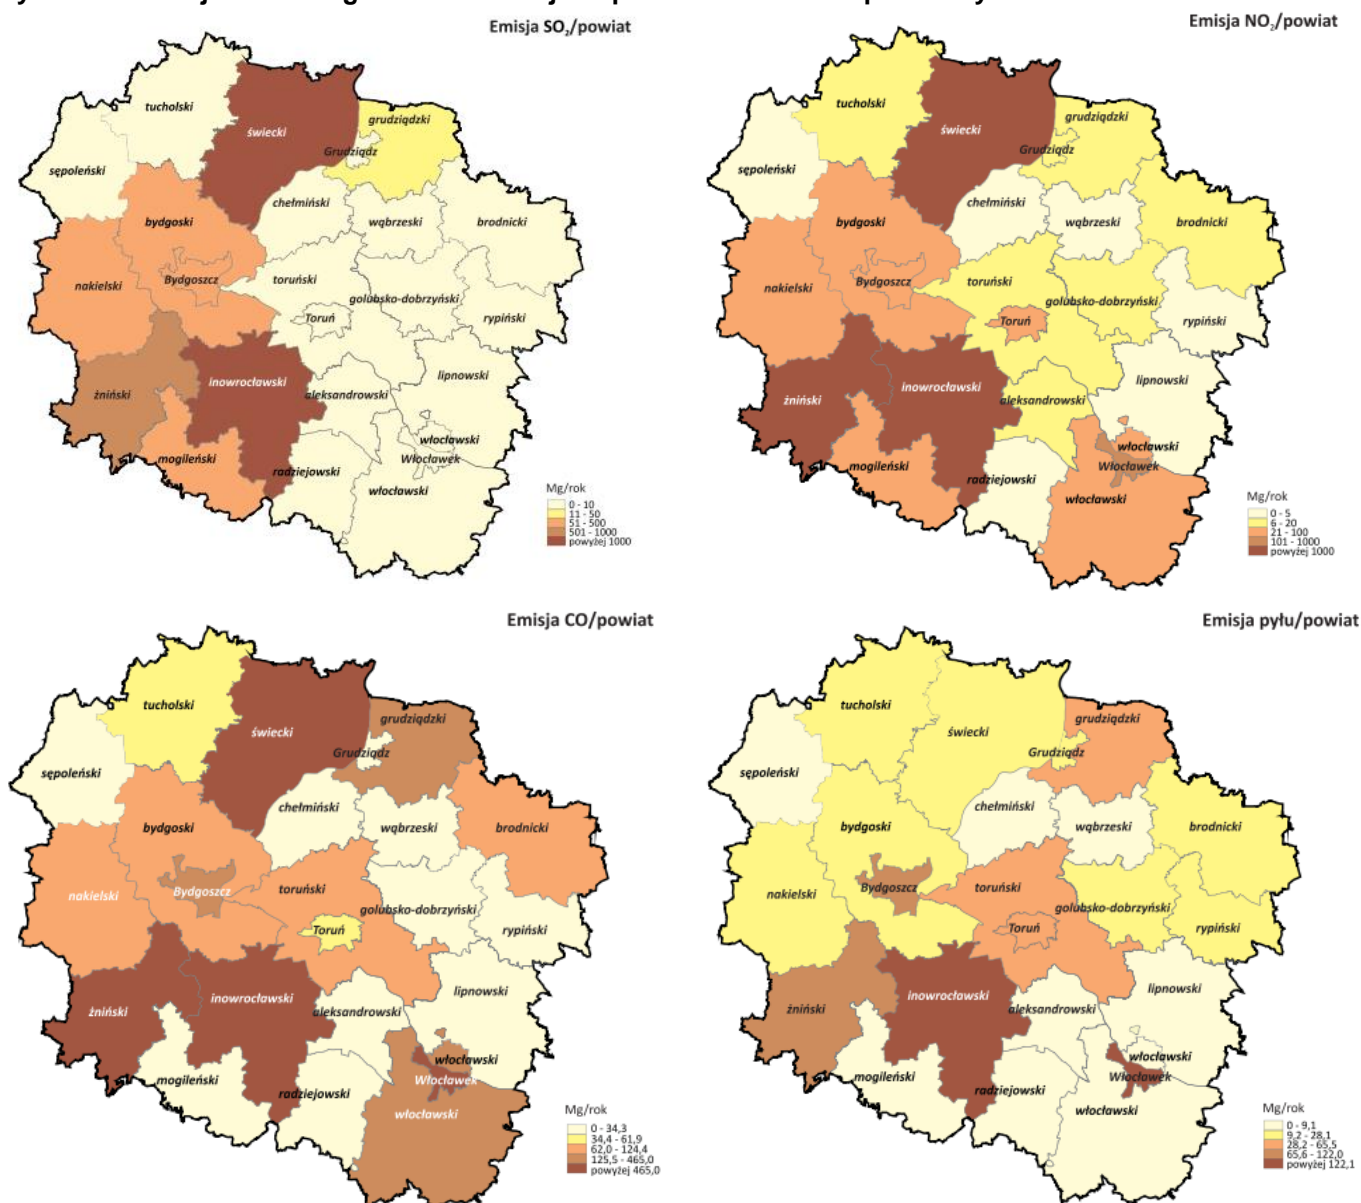 Emisja SO₂/powiat
tucholski
świecki
grudziądzki
Grudziądz
sępoleński
chełmiński
wąbrzeski
brodnicki
bydgoski
Bydgoszcz
toruński
nakielski
golubsko-dobrzyński
Toruń
rypiński
lipnowski
żniński
inowrocławski
aleksandrowski
włocławski
Włocławek
mogileński
radziejowski
włocławski
Mg/rok
0 - 10
11 - 50
51 - 500
501 - 1000
powyżej 1000
Emisja NO₂/powiat
tucholski
świecki
grudziądzki
Grudziądz
sępoleński
chełmiński
wąbrzeski
brodnicki
bydgoski
Bydgoszcz
toruński
nakielski
golubsko-dobrzyński
Toruń
rypiński
lipnowski
żniński
inowrocławski
aleksandrowski
włocławski
Włocławek
mogileński
radziejowski
włocławski
Mg/rok
0 - 5
6 - 20
21 - 100
101 - 1000
powyżej 1000
Emisja CO/powiat
tucholski
świecki
grudziądzki
Grudziądz
sępoleński
chełmiński
wąbrzeski
brodnicki
bydgoski
Bydgoszcz
toruński
nakielski
golubsko-dobrzyński
Toruń
rypiński
lipnowski
żniński
inowrocławski
aleksandrowski
włocławski
Włocławek
mogileński
radziejowski
włocławski
Mg/rok
0 - 34,3
34,4 - 61,9
62,0 - 124,4
125,5 - 465,0
powyżej 465,0
Emisja pyłu/powiat
tucholski
świecki
grudziądzki
Grudziądz
sępoleński
chełmiński
wąbrzeski
brodnicki
bydgoski
Bydgoszcz
toruński
nakielski
golubsko-dobrzyński
Toruń
rypiński
lipnowski
żniński
inowrocławski
aleksandrowski
włocławski
Włocławek
mogileński
radziejowski
włocławski
Mg/rok
0 - 9,1
9,2 - 28,1
28,2 - 65,5
65,6 - 122,0
powyżej 122,1